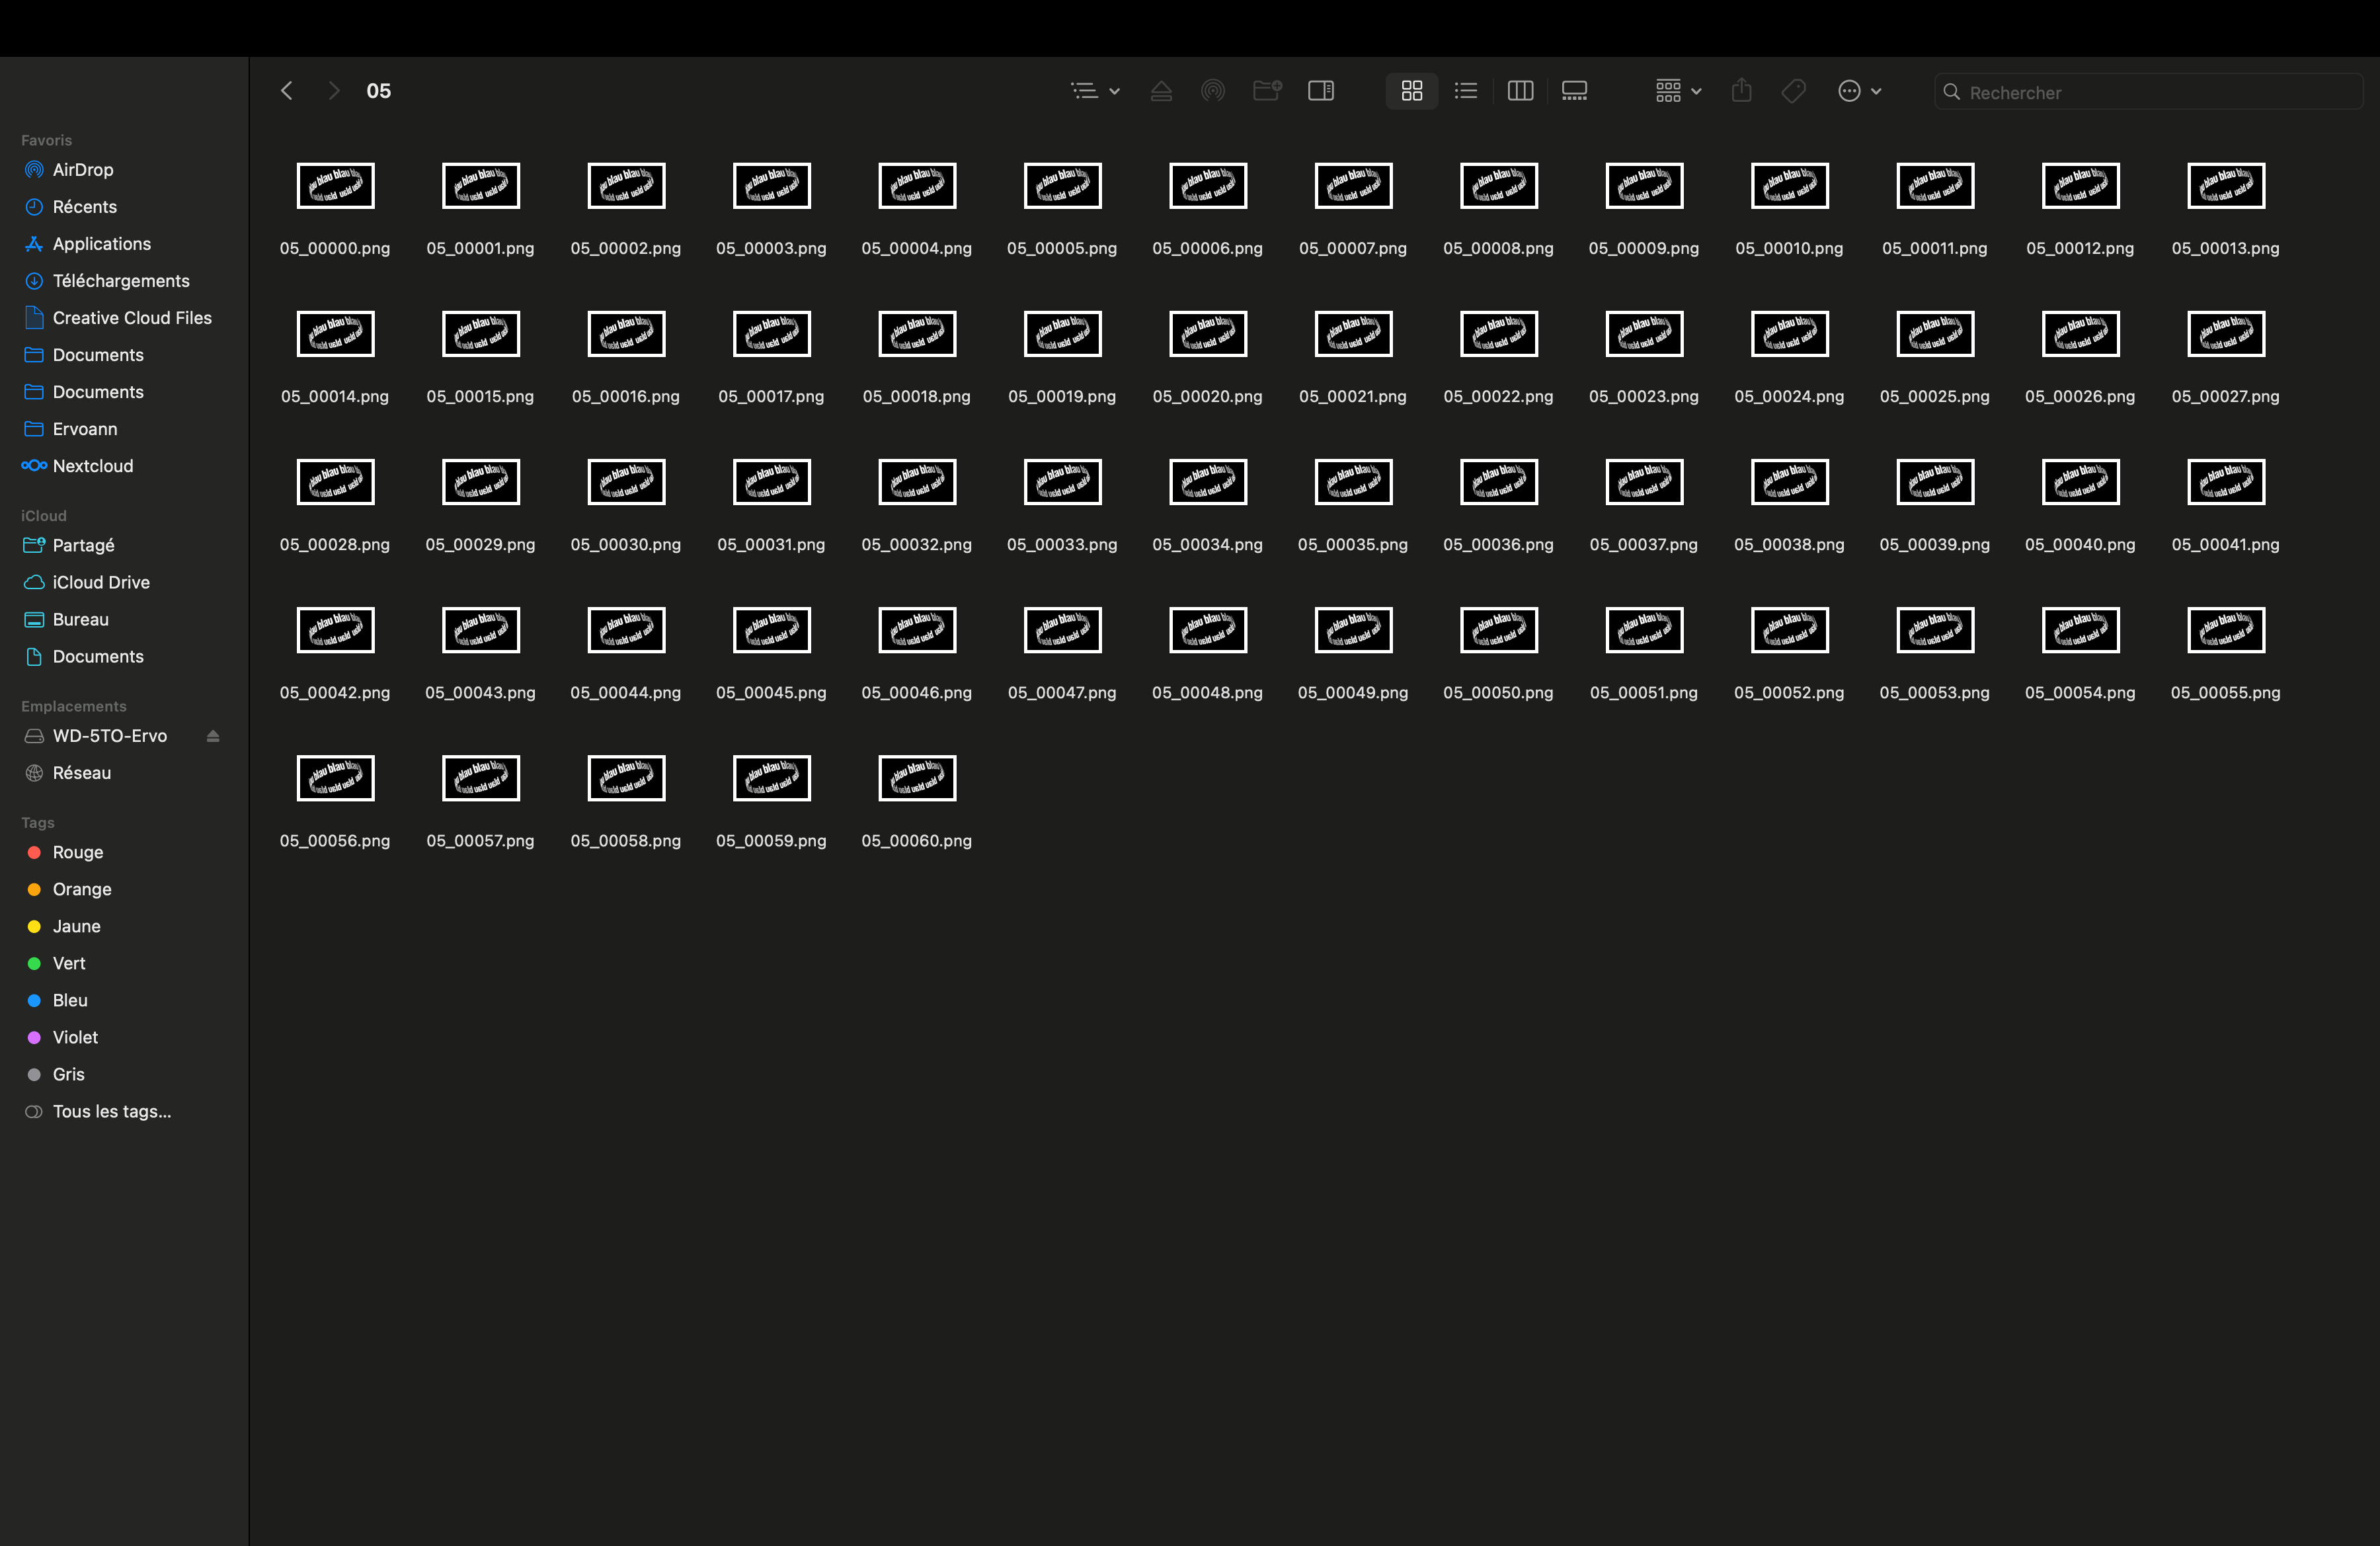 05
Rechercher
Favoris
AirDrop
Récents
Applications
Téléchargements
Creative Cloud Files
Documents
Documents
Ervoann
Nextcloud
iCloud
Partagé
iCloud Drive
Bureau
Documents
Emplacements
WD-5TO-Ervo
Réseau
Tags
Rouge
Orange
Jaune
Vert
Bleu
Violet
Gris
Tous les tags...
05_00000.png 05_00001.png 05_00002.png 05_00003.png 05_00004.png 05_00005.png 05_00006.png 05_00007.png 05_00008.png 05_00009.png 05_00010.png 05_00011.png 05_00012.png 05_00013.png
05_00014.png 05_00015.png 05_00016.png 05_00017.png 05_00018.png 05_00019.png 05_00020.png 05_00021.png 05_00022.png 05_00023.png 05_00024.png 05_00025.png 05_00026.png 05_00027.png
05_00028.png 05_00029.png 05_00030.png 05_00031.png 05_00032.png 05_00033.png 05_00034.png 05_00035.png 05_00036.png 05_00037.png 05_00038.png 05_00039.png 05_00040.png 05_00041.png
05_00042.png 05_00043.png 05_00044.png 05_00045.png 05_00046.png 05_00047.png 05_00048.png 05_00049.png 05_00050.png 05_00051.png 05_00052.png 05_00053.png 05_00054.png 05_00055.png
05_00056.png 05_00057.png 05_00058.png 05_00059.png 05_00060.png